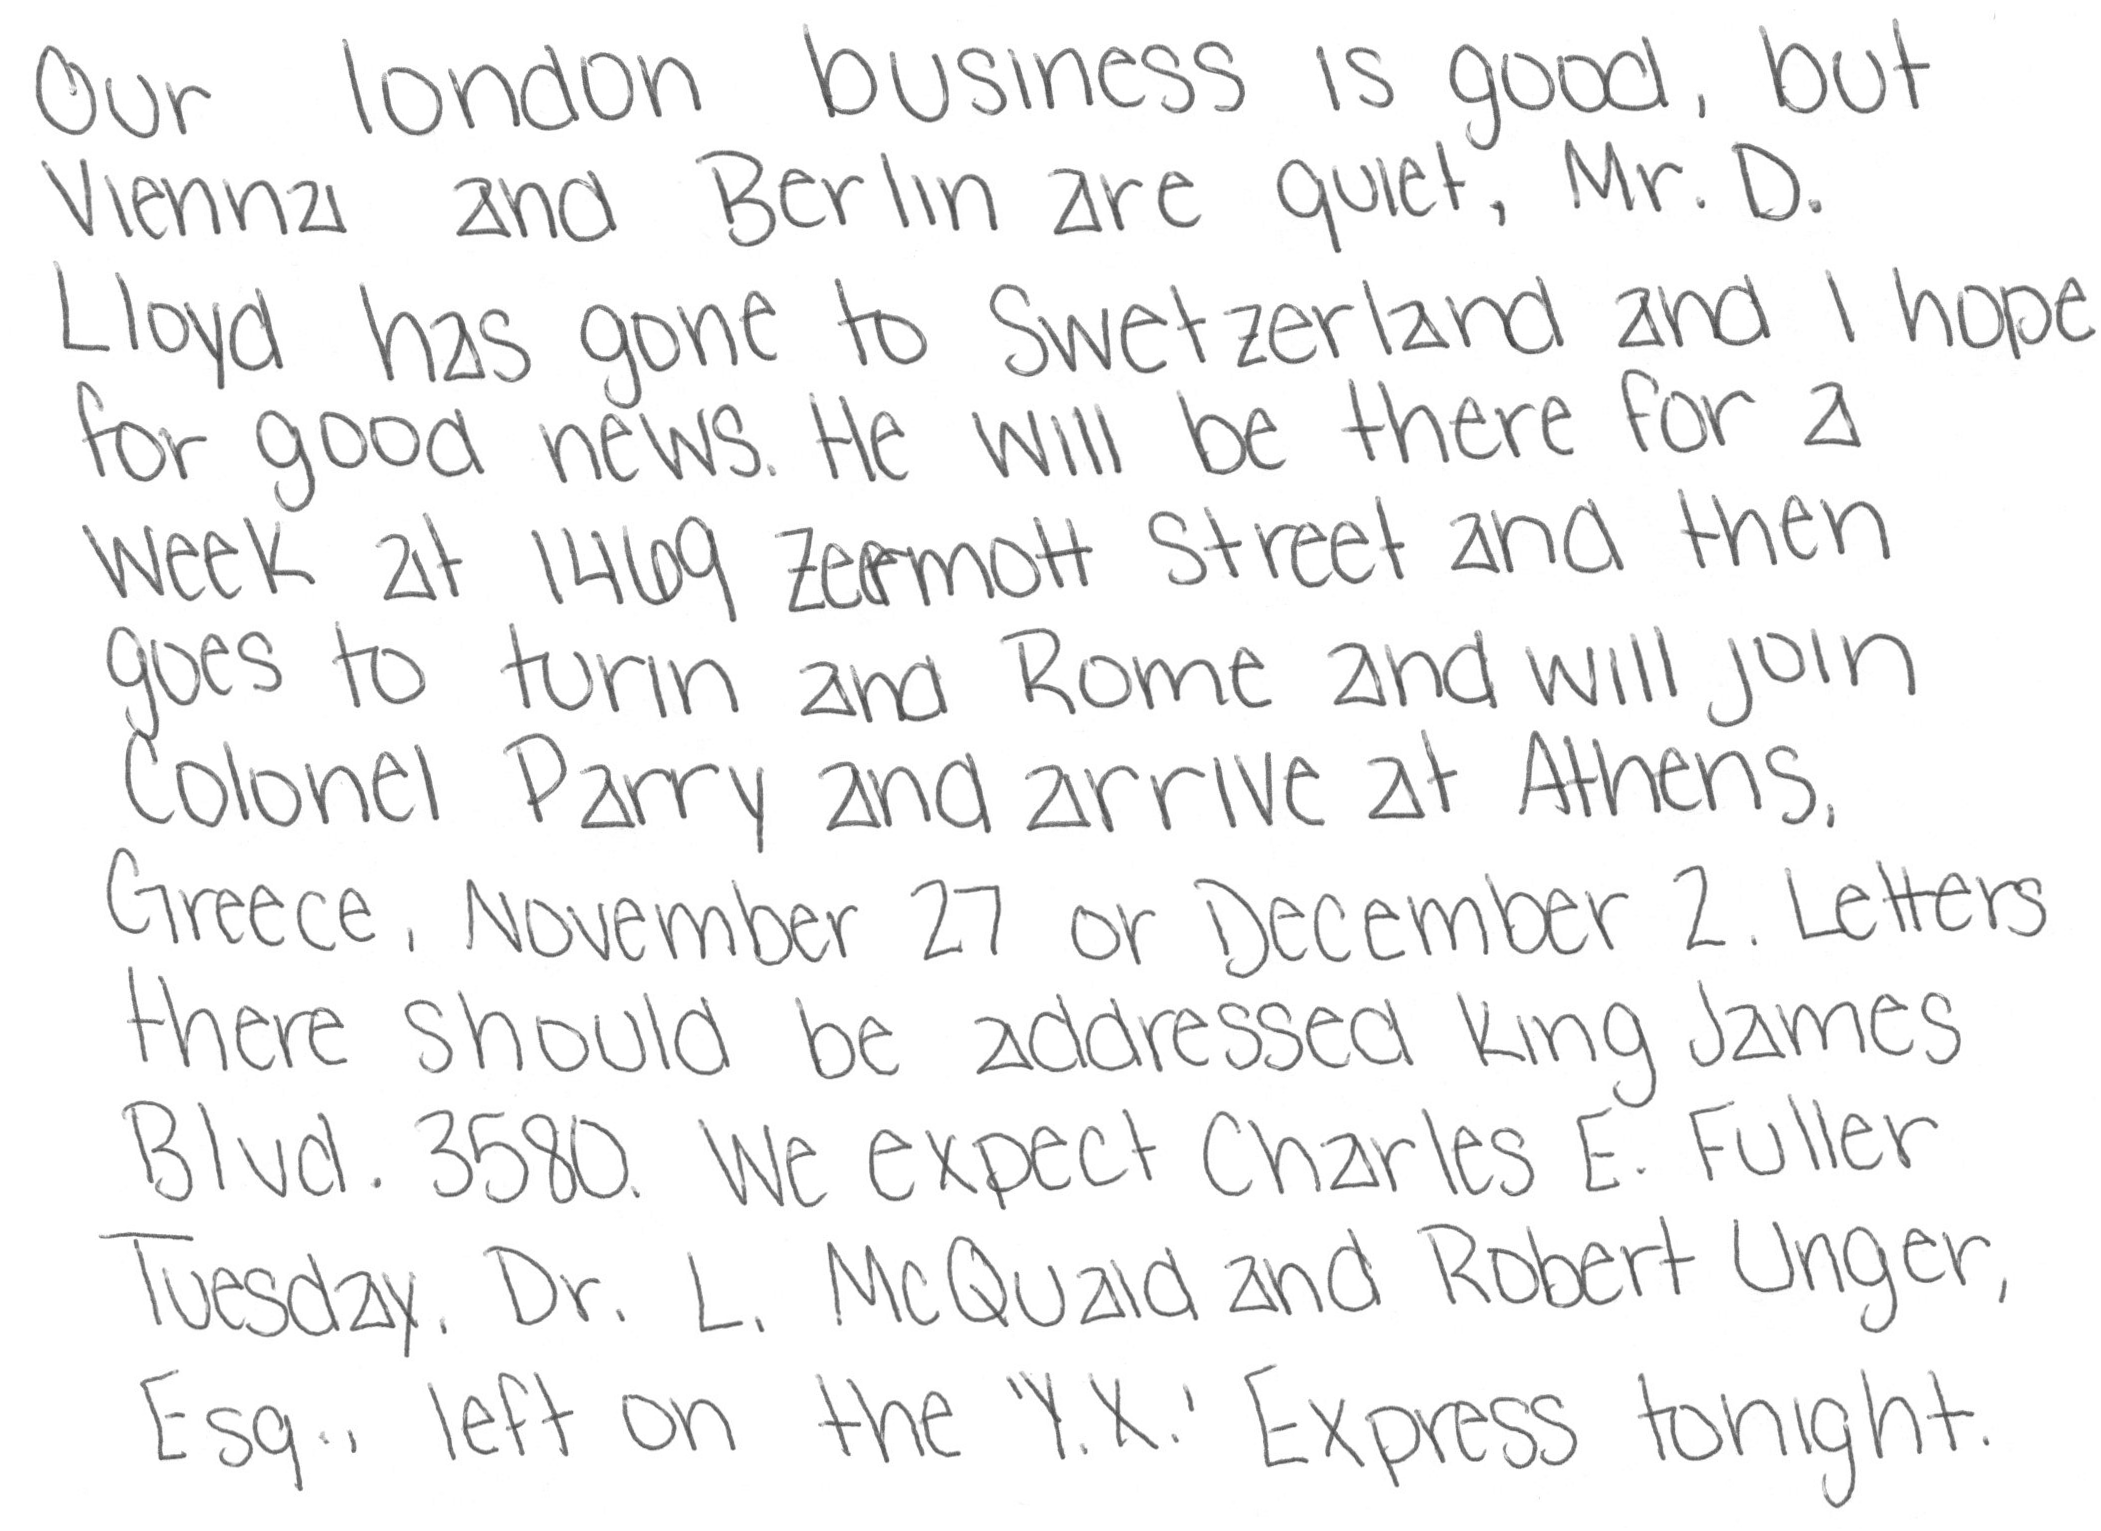 Our london business is good, but
Vienna and Berlin are quiet, Mr. D.
Lloyd has gone to Swetzerland and I hope
for good news. He will be there for a
week at 1469 Zermott Street and then
goes to turin and Rome and will join
Colonel Parry and arrive at Athens,
Greece, November 27 or December 2. Letters
there should be addressed King James
Blvd. 3580. We expect Charles E. Fuller
Tuesday. Dr. L. McQuaid and Robert Unger,
Esq., left on the "Y.X.' Express tonight.